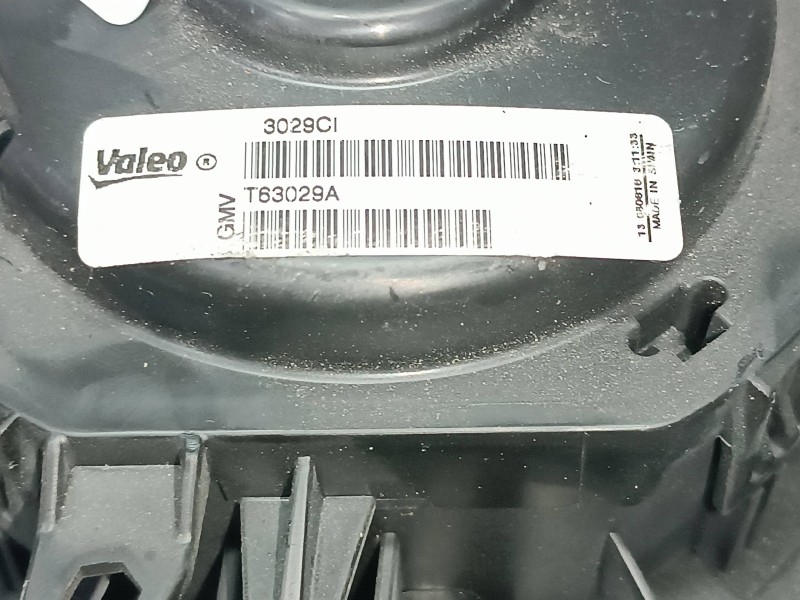 3029CI
Valeo ®
T63029A
GMV
MADE IN SPAIN